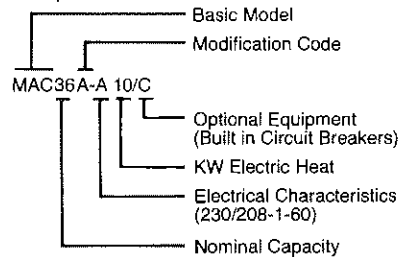 Basic Model
Modification Code
MAC36A-A 10/C
Optional Equipment
(Built in Circuit Breakers)
KW Electric Heat
Electrical Characteristics
(230/208-1-60)
Nominal Capacity